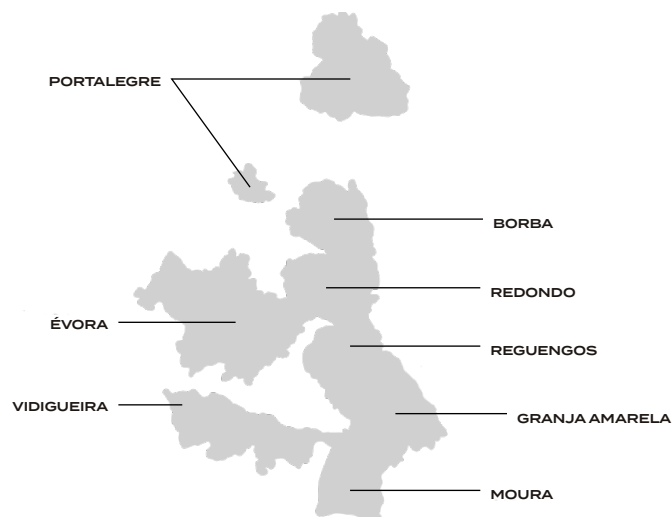 PORTALEGRE
BORBA
REDONDO
ÉVORA
REGUENGOS
VIDIGUEIRA
GRANJA AMARELA
MOURA